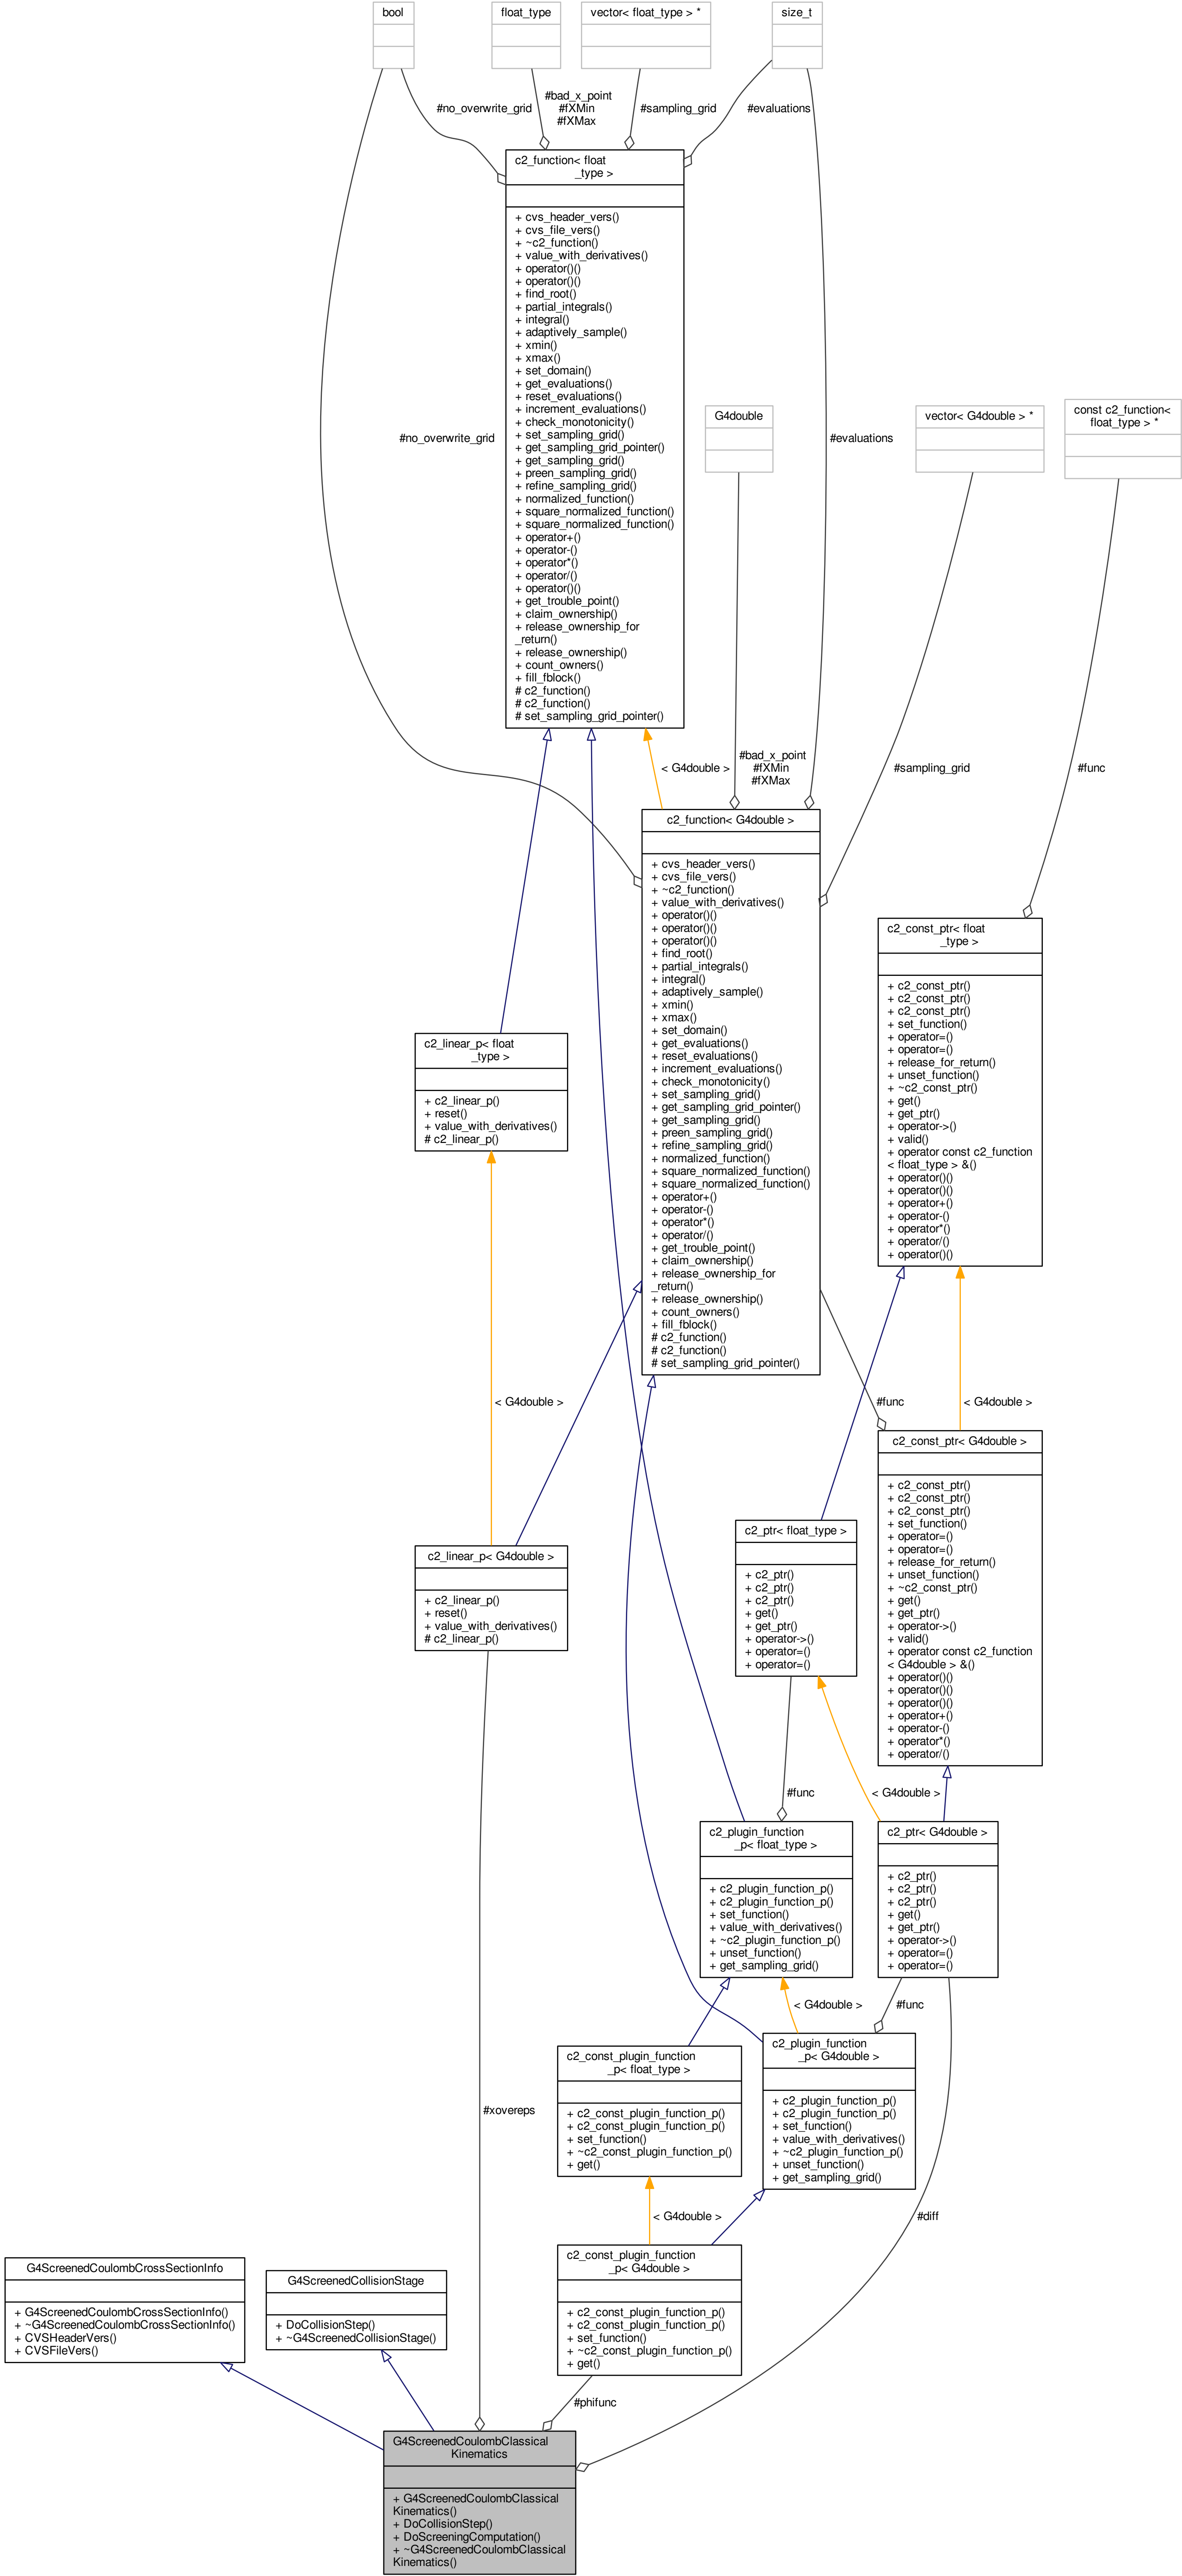 bool
float_type
vector< float_type > *
size_t
#no_overwrite_grid
#bad_x_point
#fXMin
#fXMax
#sampling_grid
#evaluations
c2_function< float
_type >
+ cvs_header_vers()
+ cvs_file_vers()
+ ~c2_function()
+ value_with_derivatives()
+ operator()()
+ operator()()
+ find_root()
+ partial_integrals()
+ integral()
+ adaptively_sample()
+ xmin()
+ xmax()
+ set_domain()
+ get_evaluations()
+ reset_evaluations()
+ increment_evaluations()
+ check_monotonicity()
+ set_sampling_grid()
+ get_sampling_grid_pointer()
+ get_sampling_grid()
+ preen_sampling_grid()
+ refine_sampling_grid()
+ normalized_function()
+ square_normalized_function()
+ square_normalized_function()
+ operator+()
+ operator-()
+ operator*()
+ operator/()
+ operator()()
+ get_trouble_point()
+ claim_ownership()
+ release_ownership_for
_return()
+ release_ownership()
+ count_owners()
+ fill_fblock()
# c2_function()
# c2_function()
# set_sampling_grid_pointer()
G4double
vector< G4double > *
const c2_function<
float_type > *
#no_overwrite_grid
#evaluations
< G4double >
#bad_x_point
#fXMin
#fXMax
#sampling_grid
#func
c2_function< G4double >
+ cvs_header_vers()
+ cvs_file_vers()
+ ~c2_function()
+ value_with_derivatives()
+ operator()()
+ operator()()
+ operator()()
+ find_root()
+ partial_integrals()
+ integral()
+ adaptively_sample()
+ xmin()
+ xmax()
+ set_domain()
+ get_evaluations()
+ reset_evaluations()
+ increment_evaluations()
+ check_monotonicity()
+ set_sampling_grid()
+ get_sampling_grid_pointer()
+ get_sampling_grid()
+ preen_sampling_grid()
+ refine_sampling_grid()
+ normalized_function()
+ square_normalized_function()
+ square_normalized_function()
+ operator+()
+ operator-()
+ operator*()
+ operator/()
+ get_trouble_point()
+ claim_ownership()
+ release_ownership_for
_return()
+ release_ownership()
+ count_owners()
+ fill_fblock()
# c2_function()
# c2_function()
# set_sampling_grid_pointer()
c2_const_ptr< float
_type >
+ c2_const_ptr()
+ c2_const_ptr()
+ c2_const_ptr()
+ set_function()
+ operator=()
+ operator=()
+ release_for_return()
+ unset_function()
+ ~c2_const_ptr()
+ get()
+ get_ptr()
+ operator->()
+ valid()
+ operator const c2_function
< float_type > &()
+ operator()()
+ operator()()
+ operator+()
+ operator-()
+ operator*()
+ operator/()
+ operator()()
c2_linear_p< float
_type >
+ c2_linear_p()
+ reset()
+ value_with_derivatives()
# c2_linear_p()
< G4double >
#func
< G4double >
c2_const_ptr< G4double >
+ c2_const_ptr()
+ c2_const_ptr()
+ c2_const_ptr()
+ set_function()
+ operator=()
+ operator=()
+ release_for_return()
+ unset_function()
+ ~c2_const_ptr()
+ get()
+ get_ptr()
+ operator->()
+ valid()
+ operator const c2_function
< G4double > &()
+ operator()()
+ operator()()
+ operator()()
+ operator+()
+ operator-()
+ operator*()
+ operator/()
c2_ptr< float_type >
+ c2_ptr()
+ c2_ptr()
+ c2_ptr()
+ get()
+ get_ptr()
+ operator->()
+ operator=()
+ operator=()
c2_linear_p< G4double >
+ c2_linear_p()
+ reset()
+ value_with_derivatives()
# c2_linear_p()
#func
< G4double >
c2_plugin_function
_p< float_type >
+ c2_plugin_function_p()
+ c2_plugin_function_p()
+ set_function()
+ value_with_derivatives()
+ ~c2_plugin_function_p()
+ unset_function()
+ get_sampling_grid()
c2_ptr< G4double >
+ c2_ptr()
+ c2_ptr()
+ c2_ptr()
+ get()
+ get_ptr()
+ operator->()
+ operator=()
+ operator=()
< G4double >
#func
c2_const_plugin_function
_p< float_type >
+ c2_const_plugin_function_p()
+ c2_const_plugin_function_p()
+ set_function()
+ ~c2_const_plugin_function_p()
+ get()
c2_plugin_function
_p< G4double >
+ c2_plugin_function_p()
+ c2_plugin_function_p()
+ set_function()
+ value_with_derivatives()
+ ~c2_plugin_function_p()
+ unset_function()
+ get_sampling_grid()
#xovereps
< G4double >
#diff
G4ScreenedCoulombCrossSectionInfo
+ G4ScreenedCoulombCrossSectionInfo()
+ ~G4ScreenedCoulombCrossSectionInfo()
+ CVSHeaderVers()
+ CVSFileVers()
G4ScreenedCollisionStage
+ DoCollisionStep()
+ ~G4ScreenedCollisionStage()
c2_const_plugin_function
_p< G4double >
+ c2_const_plugin_function_p()
+ c2_const_plugin_function_p()
+ set_function()
+ ~c2_const_plugin_function_p()
+ get()
#phifunc
G4ScreenedCoulombClassical
Kinematics
+ G4ScreenedCoulombClassical
Kinematics()
+ DoCollisionStep()
+ DoScreeningComputation()
+ ~G4ScreenedCoulombClassical
Kinematics()